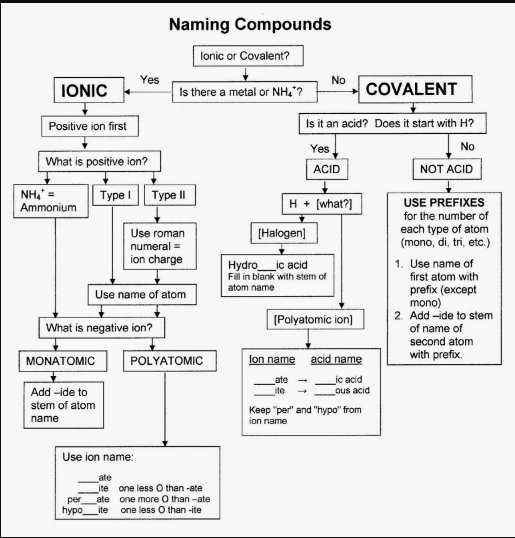 Naming Compounds
Ionic or Covalent?
IONIC
Yes
Is there a metal or NH₄⁺?
No
COVALENT
Positive ion first
Is it an acid? Does it start with H?
What is positive ion?
Yes
No
ACID
NOT ACID
NH₄⁺ =
Ammonium
Type I
Type II
H + [what?]
USE PREFIXES
for the number of
each type of atom
(mono, di, tri, etc.)
1. Use name of
first atom with
prefix (except
mono)
2. Add –ide to stem
of name of
second atom
with prefix.
Use roman
numeral =
ion charge
[Halogen]
Hydro___ic acid
Fill in blank with stem of
atom name
Use name of atom
What is negative ion?
[Polyatomic ion]
MONATOMIC
POLYATOMIC
Ion name acid name
____ate → ____ic acid
____ite → ____ous acid
Keep "per" and "hypo" from
ion name
Add –ide to
stem of atom
name
Use ion name:
____ate
____ite one less O than -ate
per___ate one more O than –ate
hypo___ite one less O than -ite